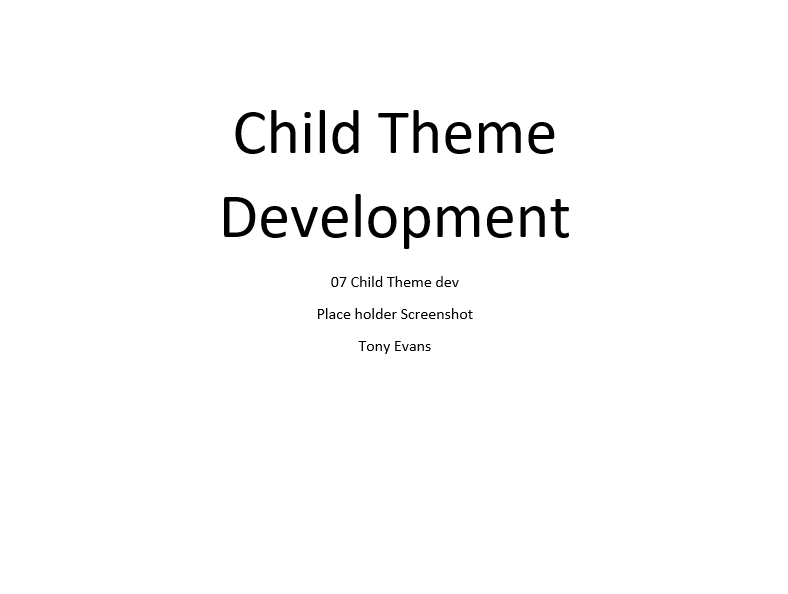 Child Theme
Development
07 Child Theme dev
Place holder Screenshot
Tony Evans